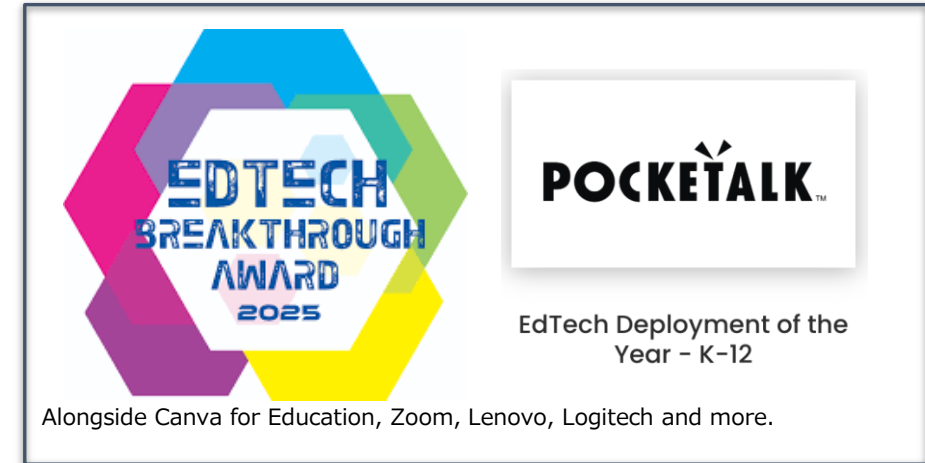 EDTECH
BREAKTHROUGH
AWARD
2025
POCKETALK™
EdTech Deployment of the
Year - K-12
Alongside Canva for Education, Zoom, Lenovo, Logitech and more.